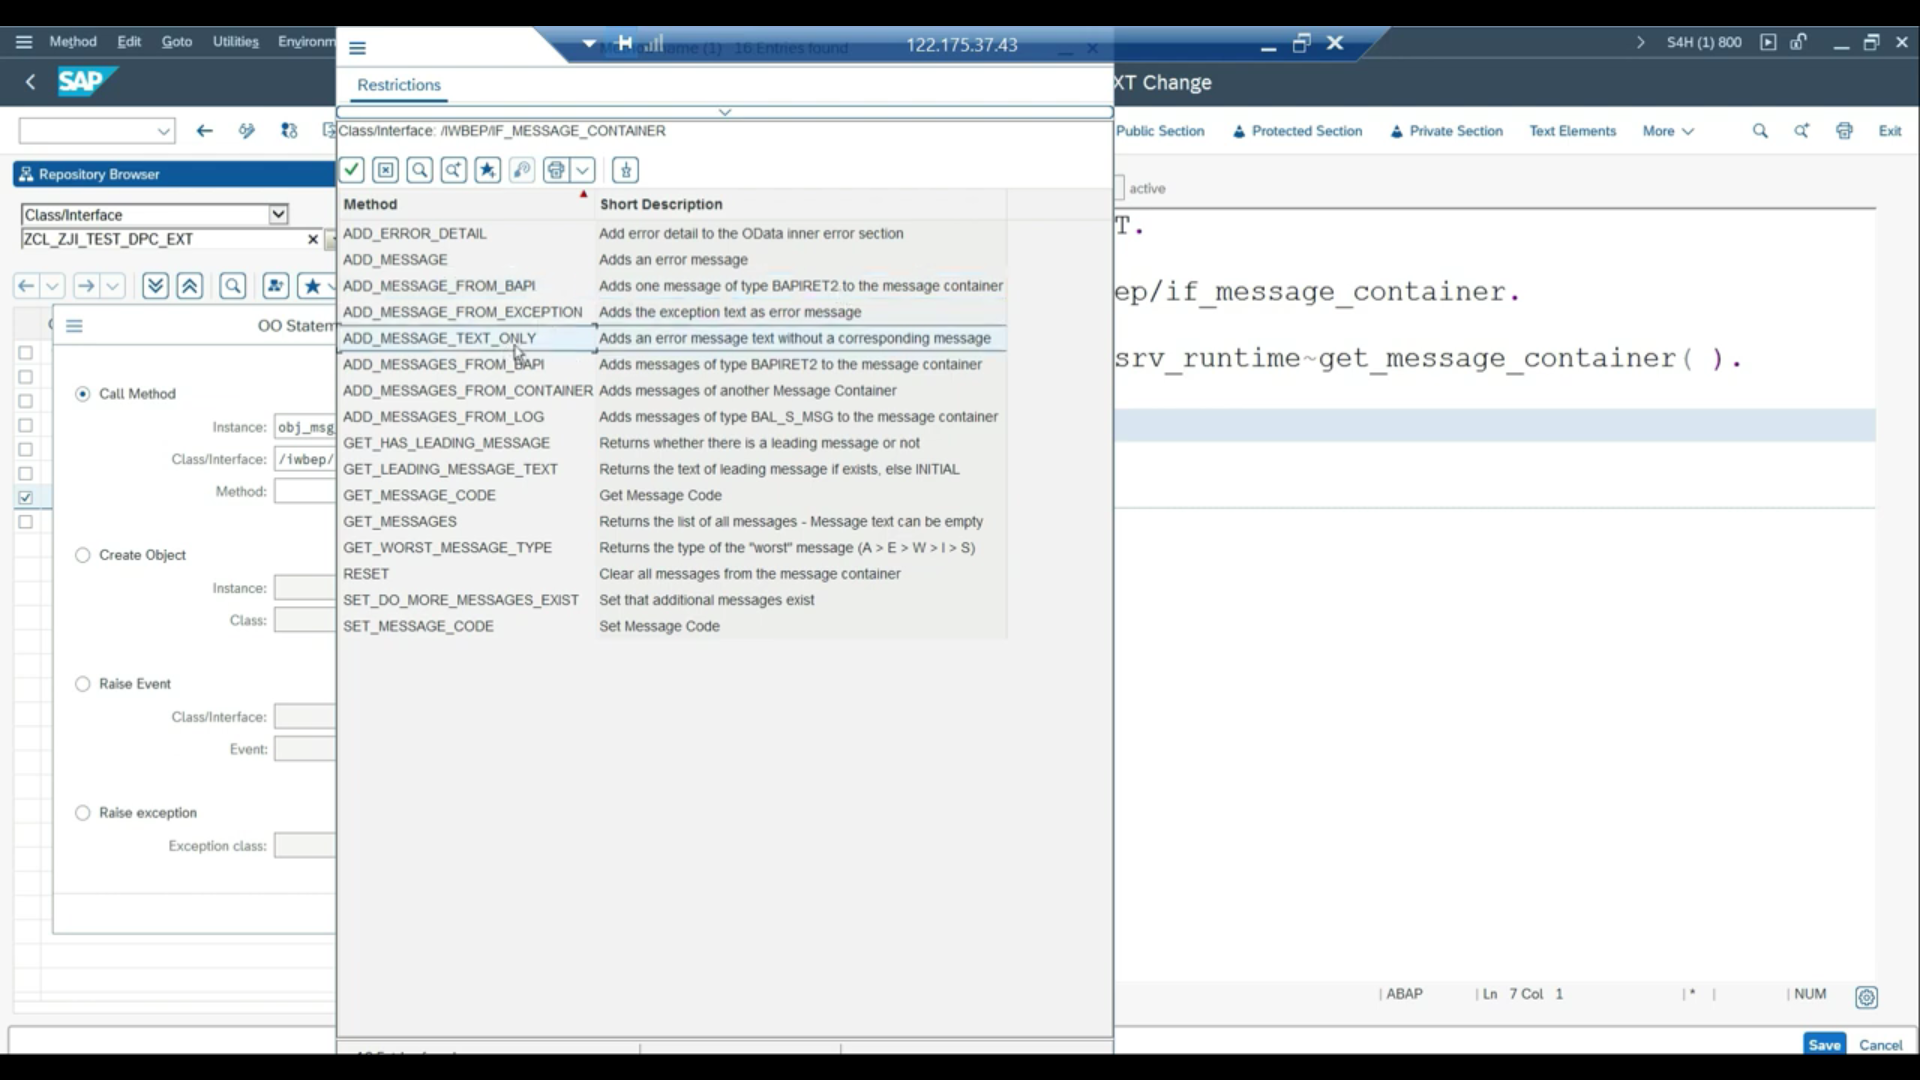 Method Edit Goto Utilities Environm
122.175.37.43
S4H (1) 800
SAP
Restrictions
XT Change
Class/Interface: /IWBEP/IF_MESSAGE_CONTAINER
Public Section Protected Section Private Section Text Elements More Exit
Repository Browser
active
Class/Interface
ZCL_ZJI_TEST_DPC_EXT
Method Short Description
ADD_ERROR_DETAIL Add error detail to the OData inner error section
ADD_MESSAGE Adds an error message
ADD_MESSAGE_FROM_BAPI Adds one message of type BAPIRET2 to the message container
ADD_MESSAGE_FROM_EXCEPTION Adds the exception text as error message
ADD_MESSAGE_TEXT_ONLY Adds an error message text without a corresponding message
ADD_MESSAGES_FROM_BAPI Adds messages of type BAPIRET2 to the message container
ADD_MESSAGES_FROM_CONTAINER Adds messages of another Message Container
ADD_MESSAGES_FROM_LOG Adds messages of type BAL_S_MSG to the message container
GET_HAS_LEADING_MESSAGE Returns whether there is a leading message or not
GET_LEADING_MESSAGE_TEXT Returns the text of leading message if exists, else INITIAL
GET_MESSAGE_CODE Get Message Code
GET_MESSAGES Returns the list of all messages - Message text can be empty
GET_WORST_MESSAGE_TYPE Returns the type of the "worst" message (A > E > W > I > S)
RESET Clear all messages from the message container
SET_DO_MORE_MESSAGES_EXIST Set that additional messages exist
SET_MESSAGE_CODE Set Message Code
T.
ep/if_message_container.
srv_runtime~get_message_container( ).
OO Statem
Call Method
Instance: obj_msg
Class/Interface: /iwbep/
Method:
Create Object
Instance:
Class:
Raise Event
Class/Interface:
Event:
Raise exception
Exception class:
ABAP Ln 7 Col 1 * NUM
Save Cancel